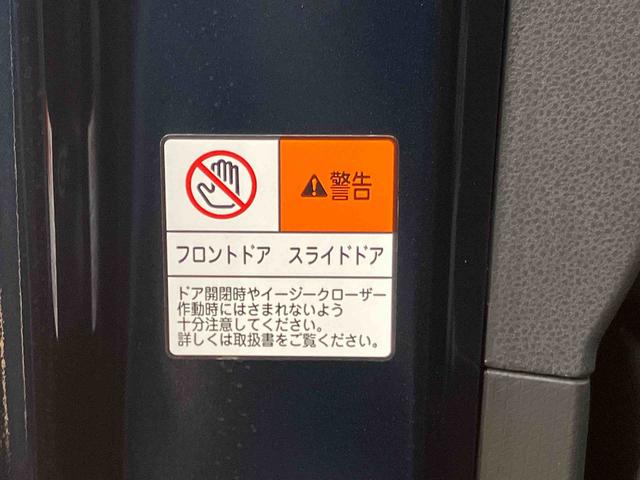 警告
フロントドア　スライドドア
ドア開閉時やイージークローザー
作動時にはさまれないよう
十分注意してください。
詳しくは取扱書をご覧ください。